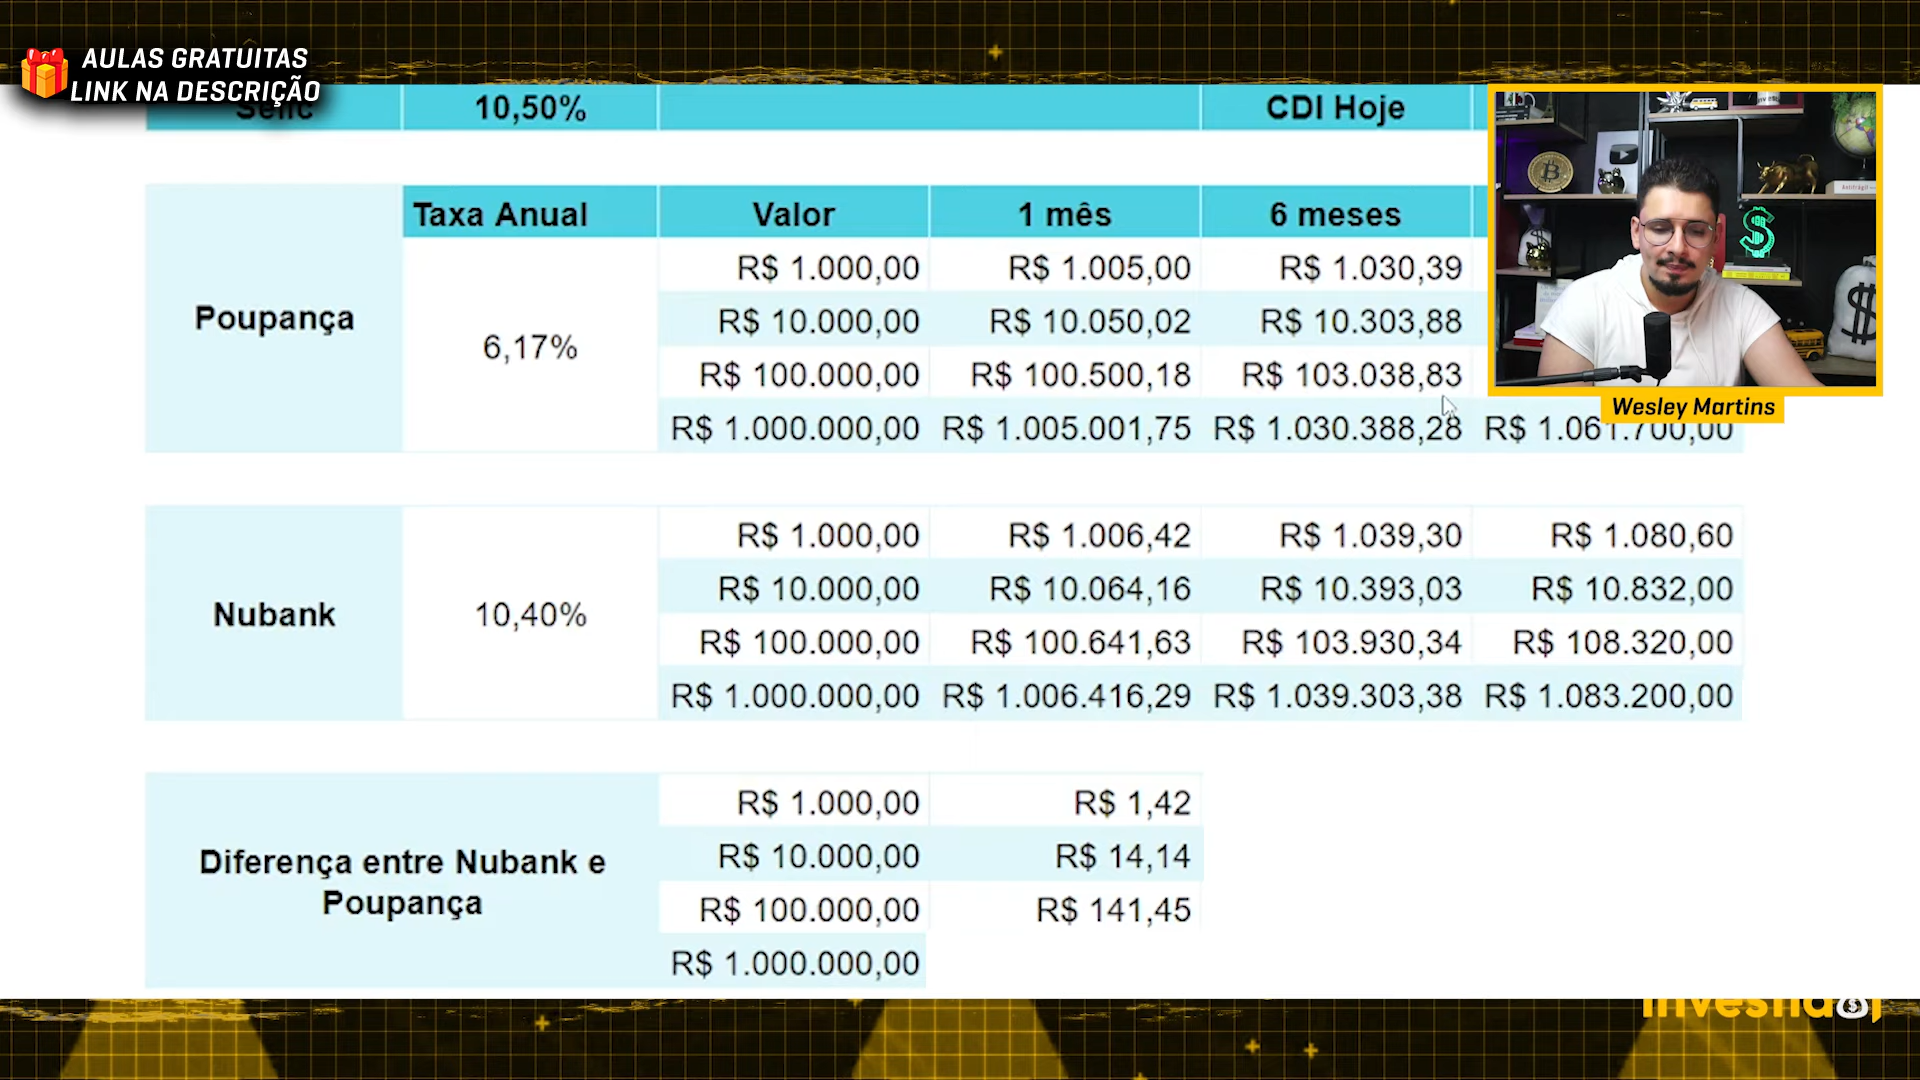 AULAS GRATUITAS
LINK NA DESCRIÇÃO
Selic 10,50% CDI Hoje
Taxa Anual Valor 1 mês 6 meses
Poupança
6,17%
R$ 1.000,00 R$ 1.005,00 R$ 1.030,39
R$ 10.000,00 R$ 10.050,02 R$ 10.303,88
R$ 100.000,00 R$ 100.500,18 R$ 103.038,83
R$ 1.000.000,00 R$ 1.005.001,75 R$ 1.030.388,28 R$ 1.061.700,00
Wesley Martins
Nubank
10,40%
R$ 1.000,00 R$ 1.006,42 R$ 1.039,30 R$ 1.080,60
R$ 10.000,00 R$ 10.064,16 R$ 10.393,03 R$ 10.832,00
R$ 100.000,00 R$ 100.641,63 R$ 103.930,34 R$ 108.320,00
R$ 1.000.000,00 R$ 1.006.416,29 R$ 1.039.303,38 R$ 1.083.200,00
Diferença entre Nubank e
Poupança
R$ 1.000,00 R$ 1,42
R$ 10.000,00 R$ 14,14
R$ 100.000,00 R$ 141,45
R$ 1.000.000,00